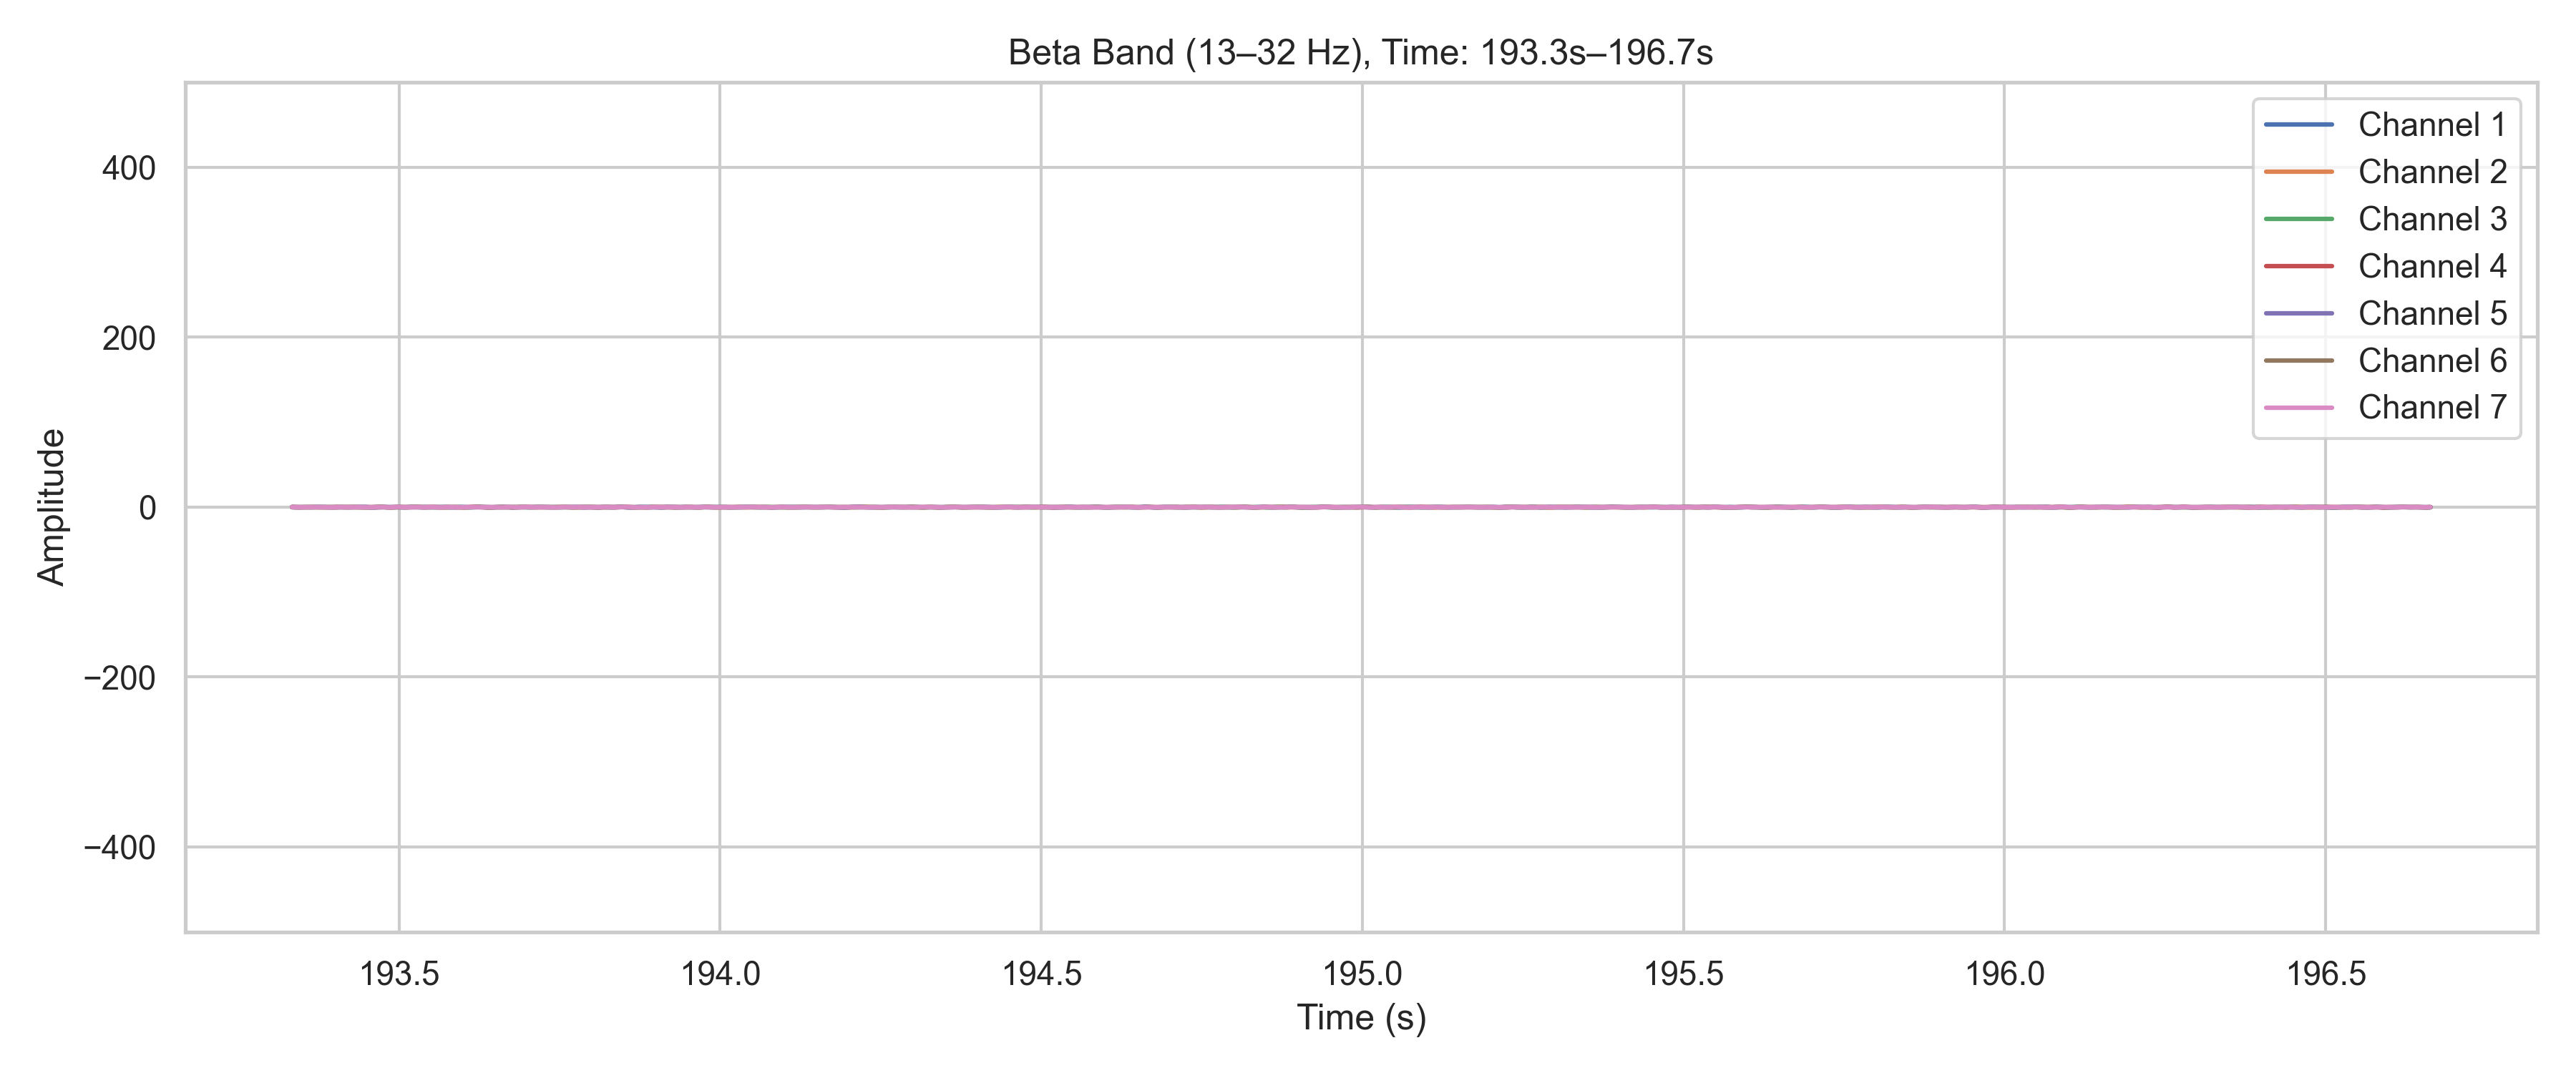 Beta Band (13–32 Hz), Time: 193.3s–196.7s
Channel 1
Channel 2
Channel 3
Channel 4
Channel 5
Channel 6
Channel 7
400
200
0
−200
−400
Amplitude
193.5 194.0 194.5 195.0 195.5 196.0 196.5
Time (s)